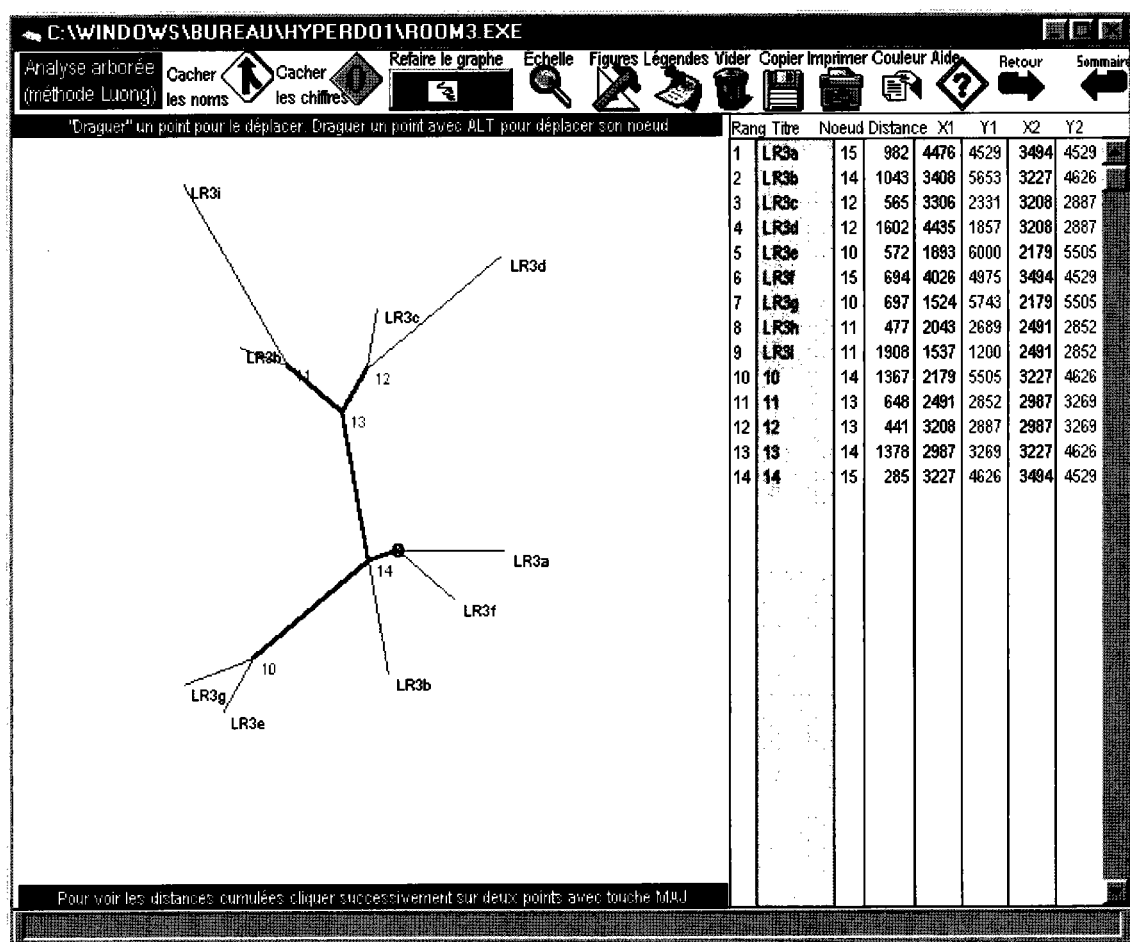 C:\WINDOWS\BUREAU\HYPERDO1\ROOM3.EXE
Analyse arborée
(méthode Luong)
Cacher
les noms
Cacher
les chiffres
Refaire le graphe
Echelle
Figures
Légendes
Vider
Copier
Imprimer
Couleur
Aide
?
Retour
Sommaire
"Draguer" un point pour le déplacer. Draguer un point avec ALT pour déplacer son noeud
LR3i
LR3d
LR3c
LR3h
11
12
13
LR3a
14
LR3f
10
LR3b
LR3g
LR3e
Pour voir les distances cumulées cliquer successivement sur deux points avec touche MAJ
Rang Titre Noeud Distance X1 Y1 X2 Y2
1 LR3a 15 982 4476 4529 3494 4529
2 LR3b 14 1043 3408 5653 3227 4626
3 LR3c 12 565 3306 2331 3208 2887
4 LR3d 12 1602 4435 1857 3208 2887
5 LR3e 10 572 1893 6000 2179 5505
6 LR3f 15 694 4026 4975 3494 4529
7 LR3g 10 697 1524 5743 2179 5505
8 LR3h 11 477 2043 2689 2491 2852
9 LR3i 11 1908 1537 1200 2491 2852
10 10 14 1367 2179 5505 3227 4626
11 11 13 648 2491 2852 2987 3269
12 12 13 441 3208 2887 2987 3269
13 13 14 1378 2987 3269 3227 4626
14 14 15 285 3227 4626 3494 4529